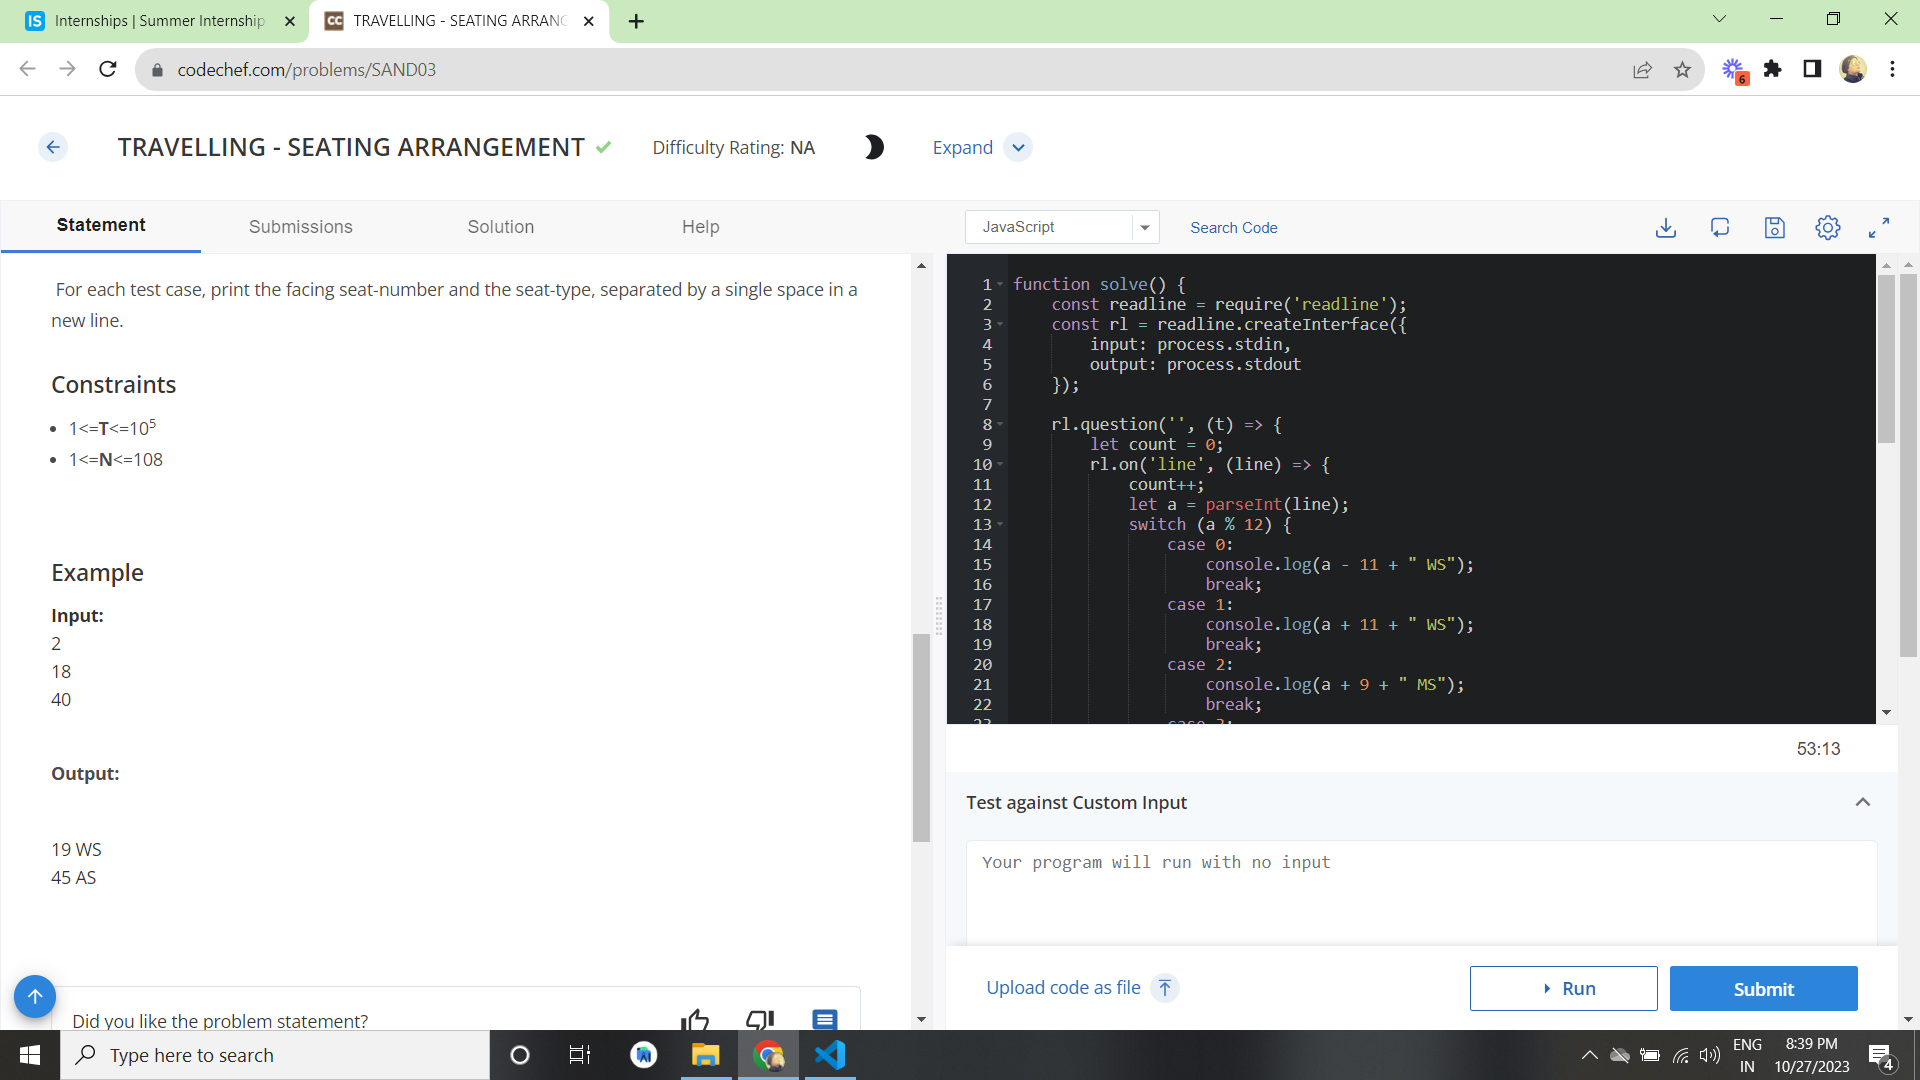 Internships | Summer Internship
TRAVELLING - SEATING ARRANG
codechef.com/problems/SAND03
6
TRAVELLING - SEATING ARRANGEMENT
Difficulty Rating: NA
Expand
Statement
Submissions
Solution
Help
JavaScript
Search Code
For each test case, print the facing seat-number and the seat-type, separated by a single space in a
new line.
Constraints
1<=T<=10^5
1<=N<=108
Example
Input:
2
18
40
Output:
19 WS
45 AS
Did you like the problem statement?
1 function solve() {
2 const readline = require('readline');
3 const rl = readline.createInterface({
4 input: process.stdin,
5 output: process.stdout
6 });
7
8 rl.question('', (t) => {
9 let count = 0;
10 rl.on('line', (line) => {
11 count++;
12 let a = parseInt(line);
13 switch (a % 12) {
14 case 0:
15 console.log(a - 11 + " WS");
16 break;
17 case 1:
18 console.log(a + 11 + " WS");
19 break;
20 case 2:
21 console.log(a + 9 + " MS");
22 break;
53:13
Test against Custom Input
Your program will run with no input
Upload code as file
Run
Submit
Type here to search
ENG
IN
8:39 PM
10/27/2023
4